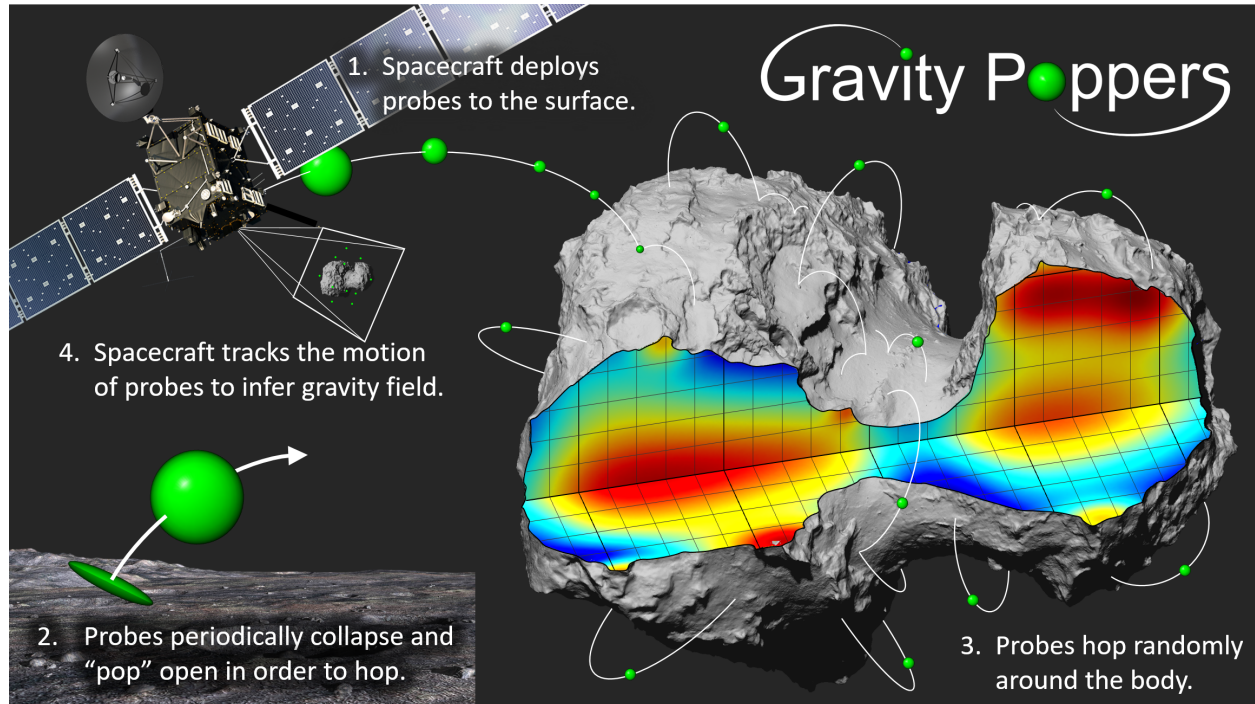 Gravity Poppers
1. Spacecraft deploys
probes to the surface.
2. Probes periodically collapse and
“pop” open in order to hop.
3. Probes hop randomly
around the body.
4. Spacecraft tracks the motion
of probes to infer gravity field.